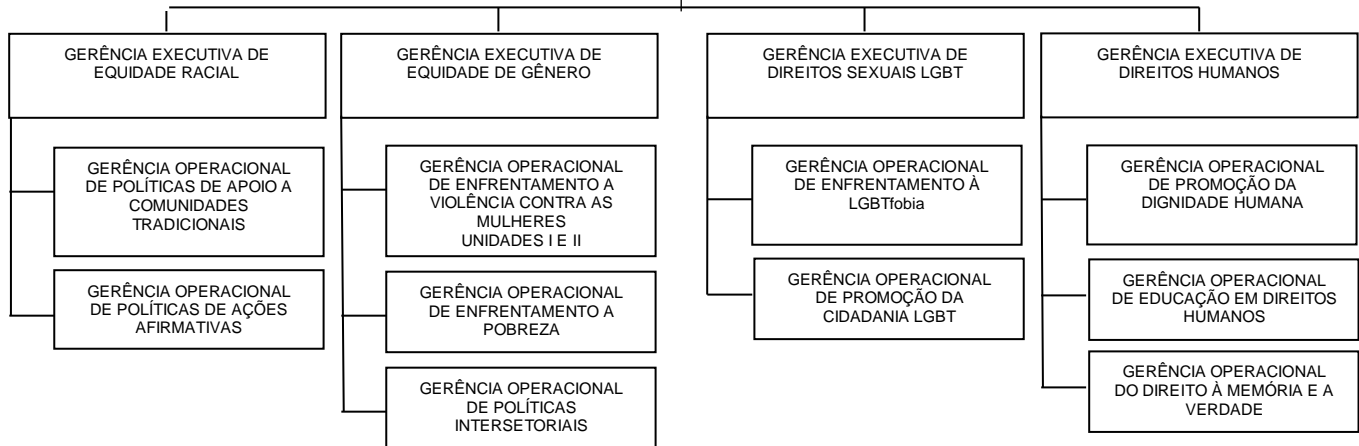 GERÊNCIA EXECUTIVA DE
EQUIDADE RACIAL
GERÊNCIA OPERACIONAL
DE POLÍTICAS DE APOIO A
COMUNIDADES
TRADICIONAIS
GERÊNCIA OPERACIONAL
DE POLÍTICAS DE AÇÕES
AFIRMATIVAS
GERÊNCIA EXECUTIVA DE
EQUIDADE DE GÊNERO
GERÊNCIA OPERACIONAL
DE ENFRENTAMENTO A
VIOLÊNCIA CONTRA AS
MULHERES
UNIDADES I E II
GERÊNCIA OPERACIONAL
DE ENFRENTAMENTO A
POBREZA
GERÊNCIA OPERACIONAL
DE POLÍTICAS
INTERSETORIAIS
GERÊNCIA EXECUTIVA DE
DIREITOS SEXUAIS LGBT
GERÊNCIA OPERACIONAL
DE ENFRENTAMENTO À
LGBTfobia
GERÊNCIA OPERACIONAL
DE PROMOÇÃO DA
CIDADANIA LGBT
GERÊNCIA EXECUTIVA DE
DIREITOS HUMANOS
GERÊNCIA OPERACIONAL
DE PROMOÇÃO DA
DIGNIDADE HUMANA
GERÊNCIA OPERACIONAL
DE EDUCAÇÃO EM DIREITOS
HUMANOS
GERÊNCIA OPERACIONAL
DO DIREITO À MEMÓRIA E A
VERDADE